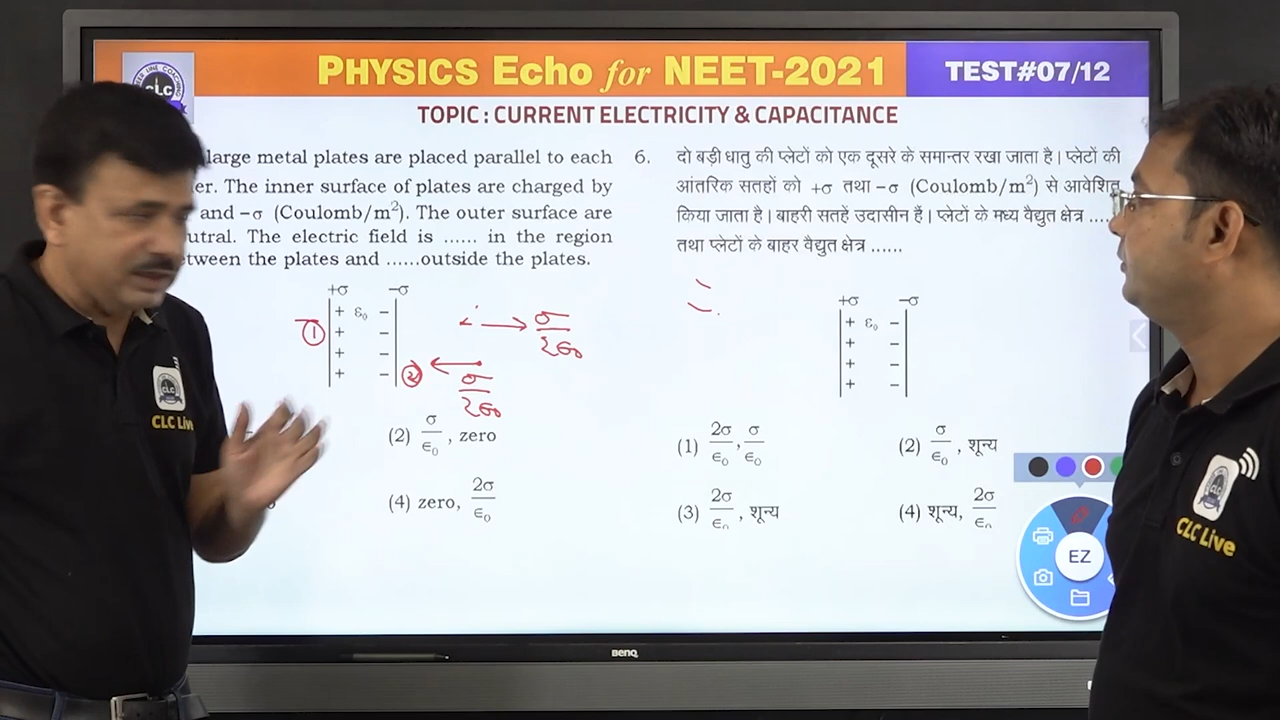 PHYSICS Echo for NEET-2021
TEST#07/12
TOPIC : CURRENT ELECTRICITY & CAPACITANCE
large metal plates are placed parallel to each
The inner surface of plates are charged by
and −σ (Coulomb/m²). The outer surface are
The electric field is ...... in the region
the plates and ......outside the plates.
+σ −σ
+ ε₀ −
+ −
+ −
+ −
①
②
σ/2ε₀
σ/2ε₀
(2) σ/ε₀ , zero
(4) zero, 2σ/ε₀
6. दो बड़ी धातु की प्लेटों को एक दूसरे के समान्तर रखा जाता है। प्लेटों की
आंतरिक सतहों को +σ तथा −σ (Coulomb/m²) से आवेशित
किया जाता है। बाहरी सतहें उदासीन हैं। प्लेटों के मध्य वैद्युत क्षेत्र .....
तथा प्लेटों के बाहर वैद्युत क्षेत्र ......
+σ −σ
+ ε₀ −
+ −
+ −
+ −
(1) 2σ/ε₀ , σ/ε₀
(2) σ/ε₀ , शून्य
(3) 2σ/ε₀ , शून्य
(4) शून्य, 2σ/ε₀
EZ
BenQ
CLC
CLC Live
CLC
CLC Live